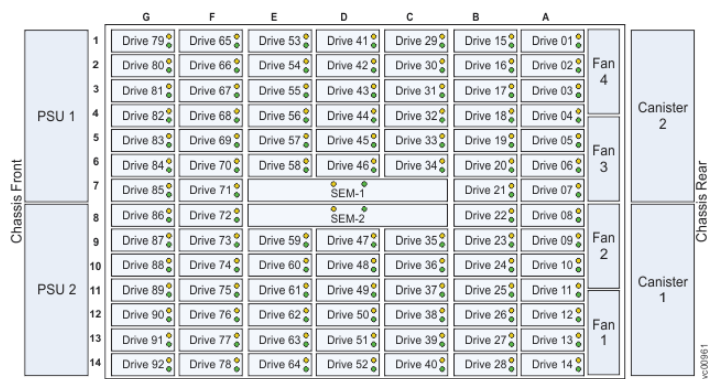 G F E D C B A
1 Drive 79 Drive 65 Drive 53 Drive 41 Drive 29 Drive 15 Drive 01
2 Drive 80 Drive 66 Drive 54 Drive 42 Drive 30 Drive 16 Drive 02
3 Drive 81 Drive 67 Drive 55 Drive 43 Drive 31 Drive 17 Drive 03
4 Drive 82 Drive 68 Drive 56 Drive 44 Drive 32 Drive 18 Drive 04
5 Drive 83 Drive 69 Drive 57 Drive 45 Drive 33 Drive 19 Drive 05
6 Drive 84 Drive 70 Drive 58 Drive 46 Drive 34 Drive 20 Drive 06
7 Drive 85 Drive 71 SEM-1 Drive 21 Drive 07
8 Drive 86 Drive 72 SEM-2 Drive 22 Drive 08
9 Drive 87 Drive 73 Drive 59 Drive 47 Drive 35 Drive 23 Drive 09
10 Drive 88 Drive 74 Drive 60 Drive 48 Drive 36 Drive 24 Drive 10
11 Drive 89 Drive 75 Drive 61 Drive 49 Drive 37 Drive 25 Drive 11
12 Drive 90 Drive 76 Drive 62 Drive 50 Drive 38 Drive 26 Drive 12
13 Drive 91 Drive 77 Drive 63 Drive 51 Drive 39 Drive 27 Drive 13
14 Drive 92 Drive 78 Drive 64 Drive 52 Drive 40 Drive 28 Drive 14
Chassis Front
PSU 1
PSU 2
Fan
4
Fan
3
Fan
2
Fan
1
Canister
2
Canister
1
Chassis Rear
vc00961